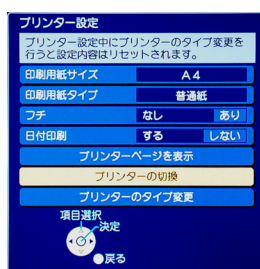 プリンター設定
プリンター設定中にプリンターのタイプ変更を
行うと設定内容はリセットされます。
印刷用紙サイズ A4
印刷用紙タイプ 普通紙
フチ なし あり
日付印刷 する しない
プリンターページを表示
プリンターの切換
プリンターのタイプ変更
項目選択
決定
戻る